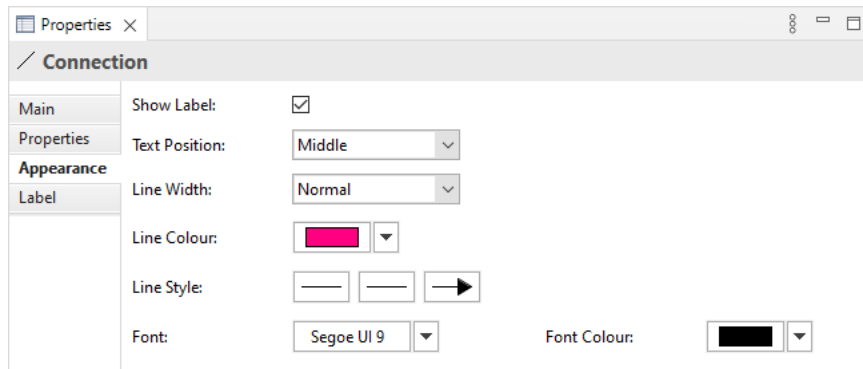 Properties
Connection
Main
Properties
Appearance
Label
Show Label:
Text Position: Middle
Line Width: Normal
Line Colour:
Line Style:
Font: Segoe UI 9 Font Colour: